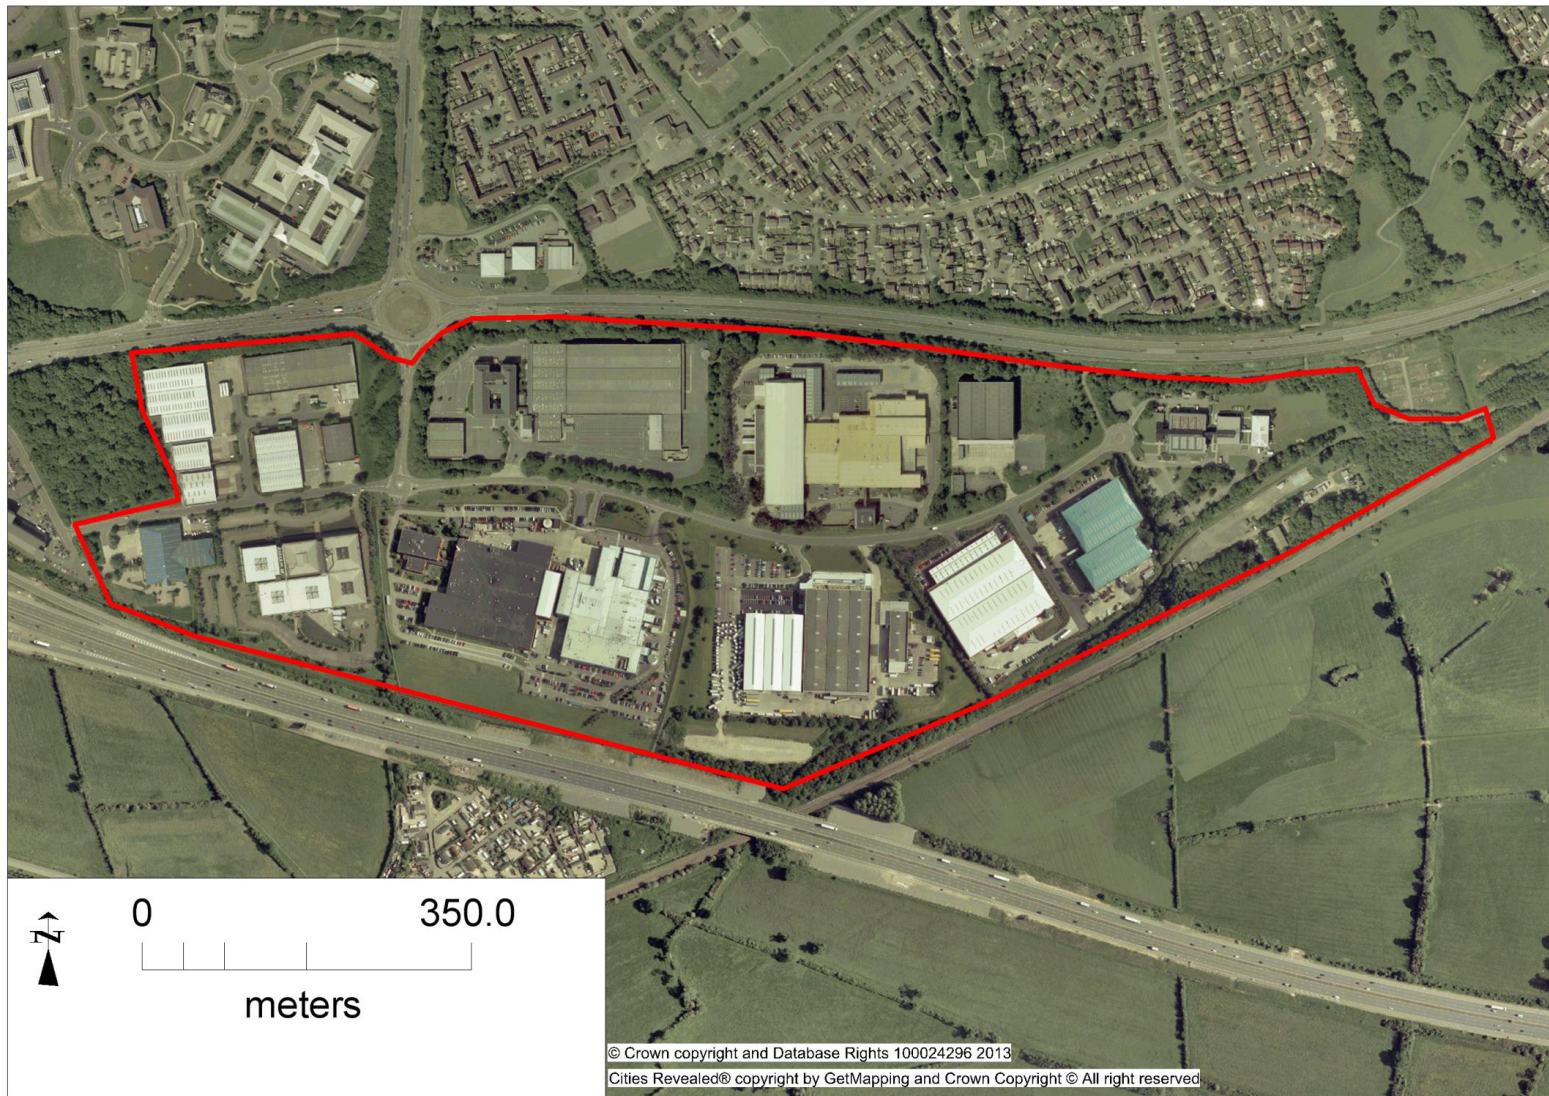 0 350.0
N
meters
© Crown copyright and Database Rights 100024296 2013
Cities Revealed® copyright by GetMapping and Crown Copyright © All right reserved